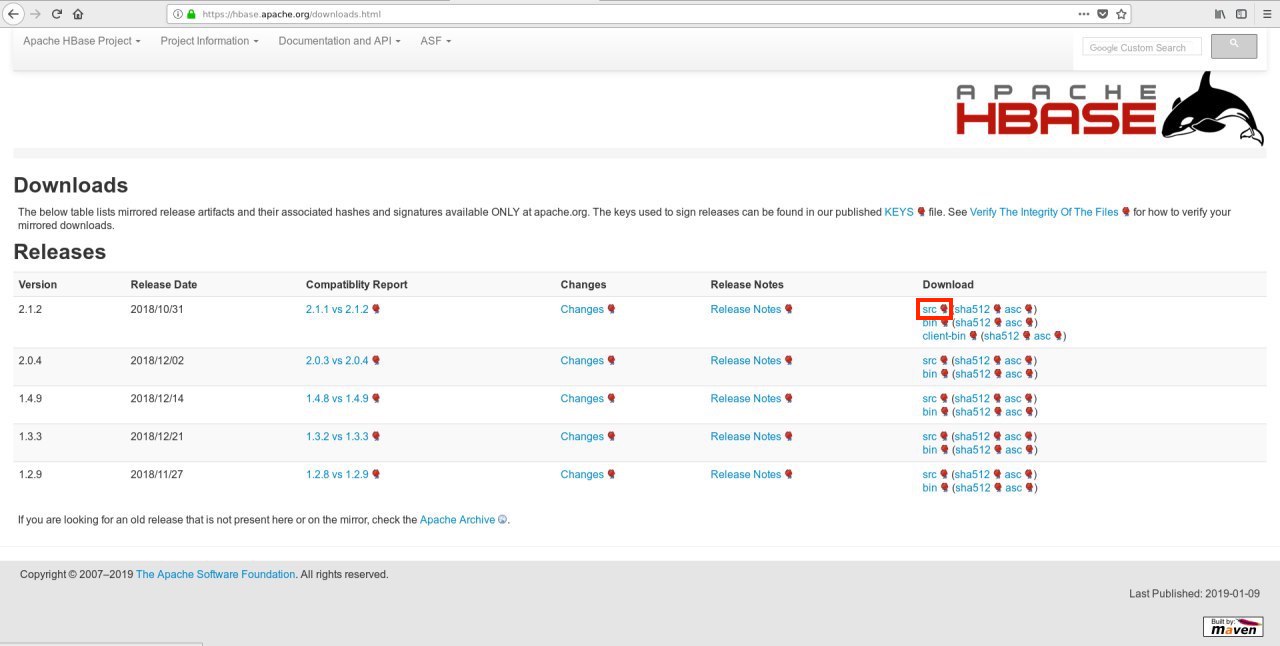 https://hbase.apache.org/downloads.html
Apache HBase Project Project Information Documentation and API ASF
Google Custom Search
APACHE
HBASE
Downloads
The below table lists mirrored release artifacts and their associated hashes and signatures available ONLY at apache.org. The keys used to sign releases can be found in our published KEYS file. See Verify The Integrity Of The Files for how to verify your
mirrored downloads.
Releases
Version Release Date Compatiblity Report Changes Release Notes Download
2.1.2 2018/10/31 2.1.1 vs 2.1.2 Changes Release Notes src (sha512 asc)
bin (sha512 asc)
client-bin (sha512 asc)
2.0.4 2018/12/02 2.0.3 vs 2.0.4 Changes Release Notes src (sha512 asc)
bin (sha512 asc)
1.4.9 2018/12/14 1.4.8 vs 1.4.9 Changes Release Notes src (sha512 asc)
bin (sha512 asc)
1.3.3 2018/12/21 1.3.2 vs 1.3.3 Changes Release Notes src (sha512 asc)
bin (sha512 asc)
1.2.9 2018/11/27 1.2.8 vs 1.2.9 Changes Release Notes src (sha512 asc)
bin (sha512 asc)
If you are looking for an old release that is not present here or on the mirror, check the Apache Archive.
Copyright © 2007–2019 The Apache Software Foundation. All rights reserved.
Last Published: 2019-01-09
Built by:
maven